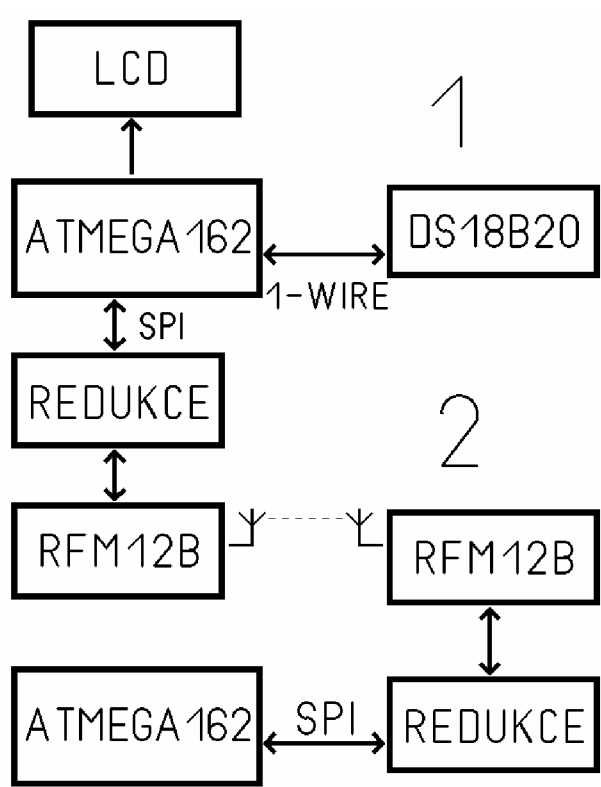 LCD
1
ATMEGA162
DS18B20
1-WIRE
SPI
REDUKCE
2
RFM12B
RFM12B
ATMEGA162
SPI
REDUKCE